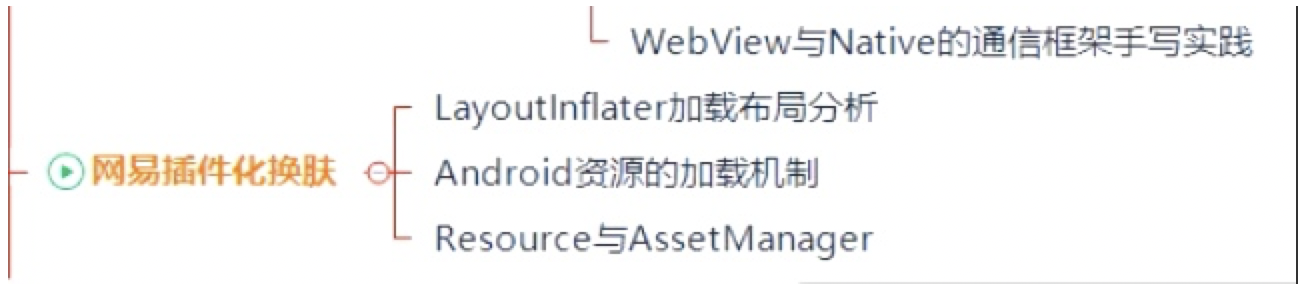 WebView与Native的通信框架手写实践
LayoutInflater加载布局分析
网易插件化换肤
Android资源的加载机制
Resource与AssetManager